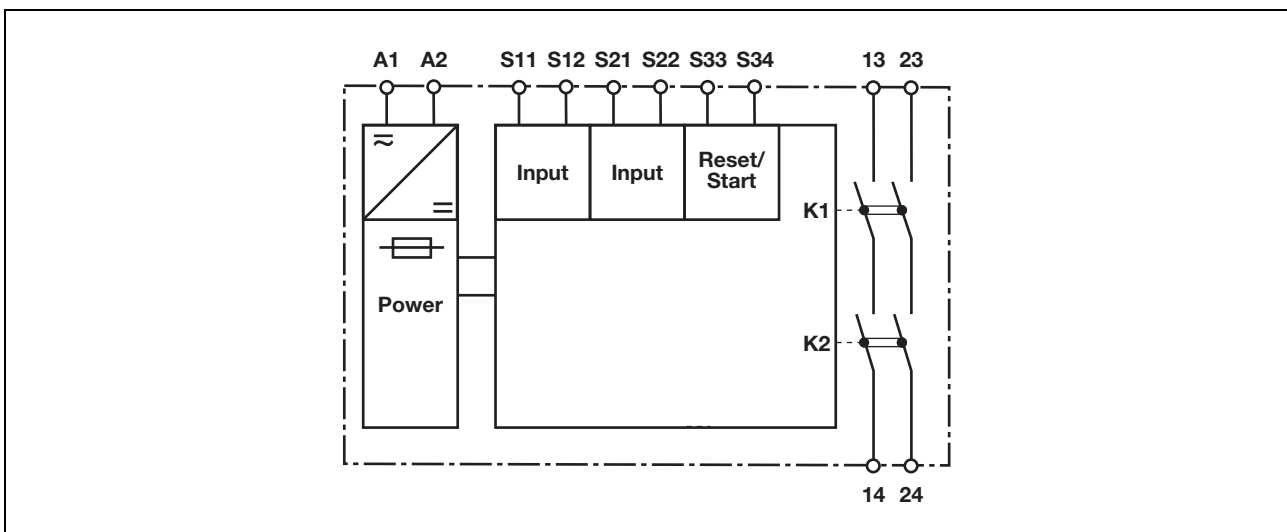 A1 A2 S11 S12 S21 S22 S33 S34 13 23
Input Input Reset/
Start
K1
Power
K2
14 24